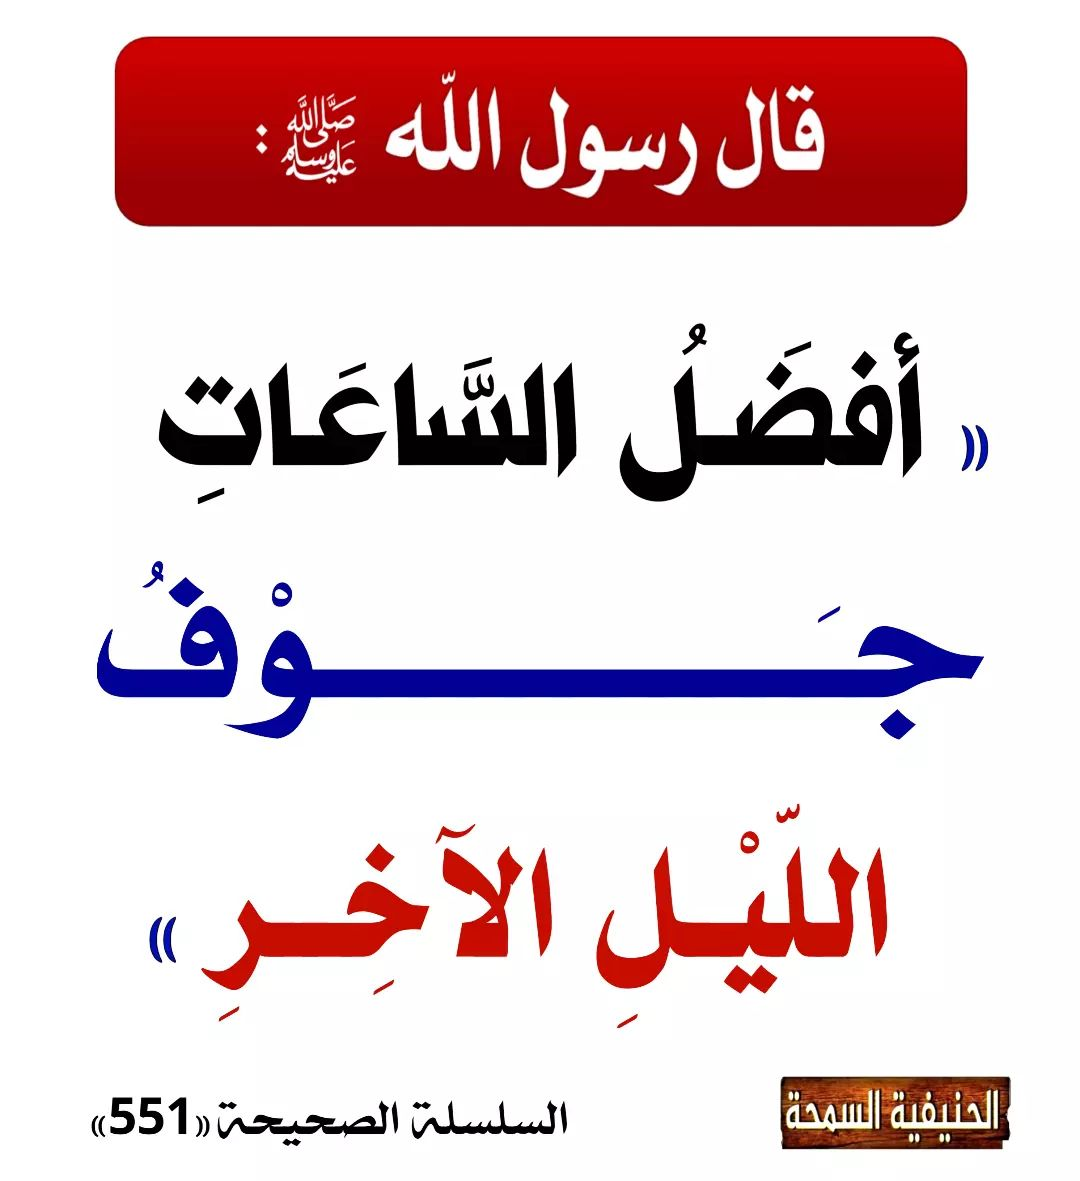 قال رسول الله ﷺ :
(( أفضَلُ السَّاعَاتِ
جَــــوْفُ
اللّيْـلِ الآخِـرِ ))
السلسلة الصحيحة ((551))
الحنيفية السمحة